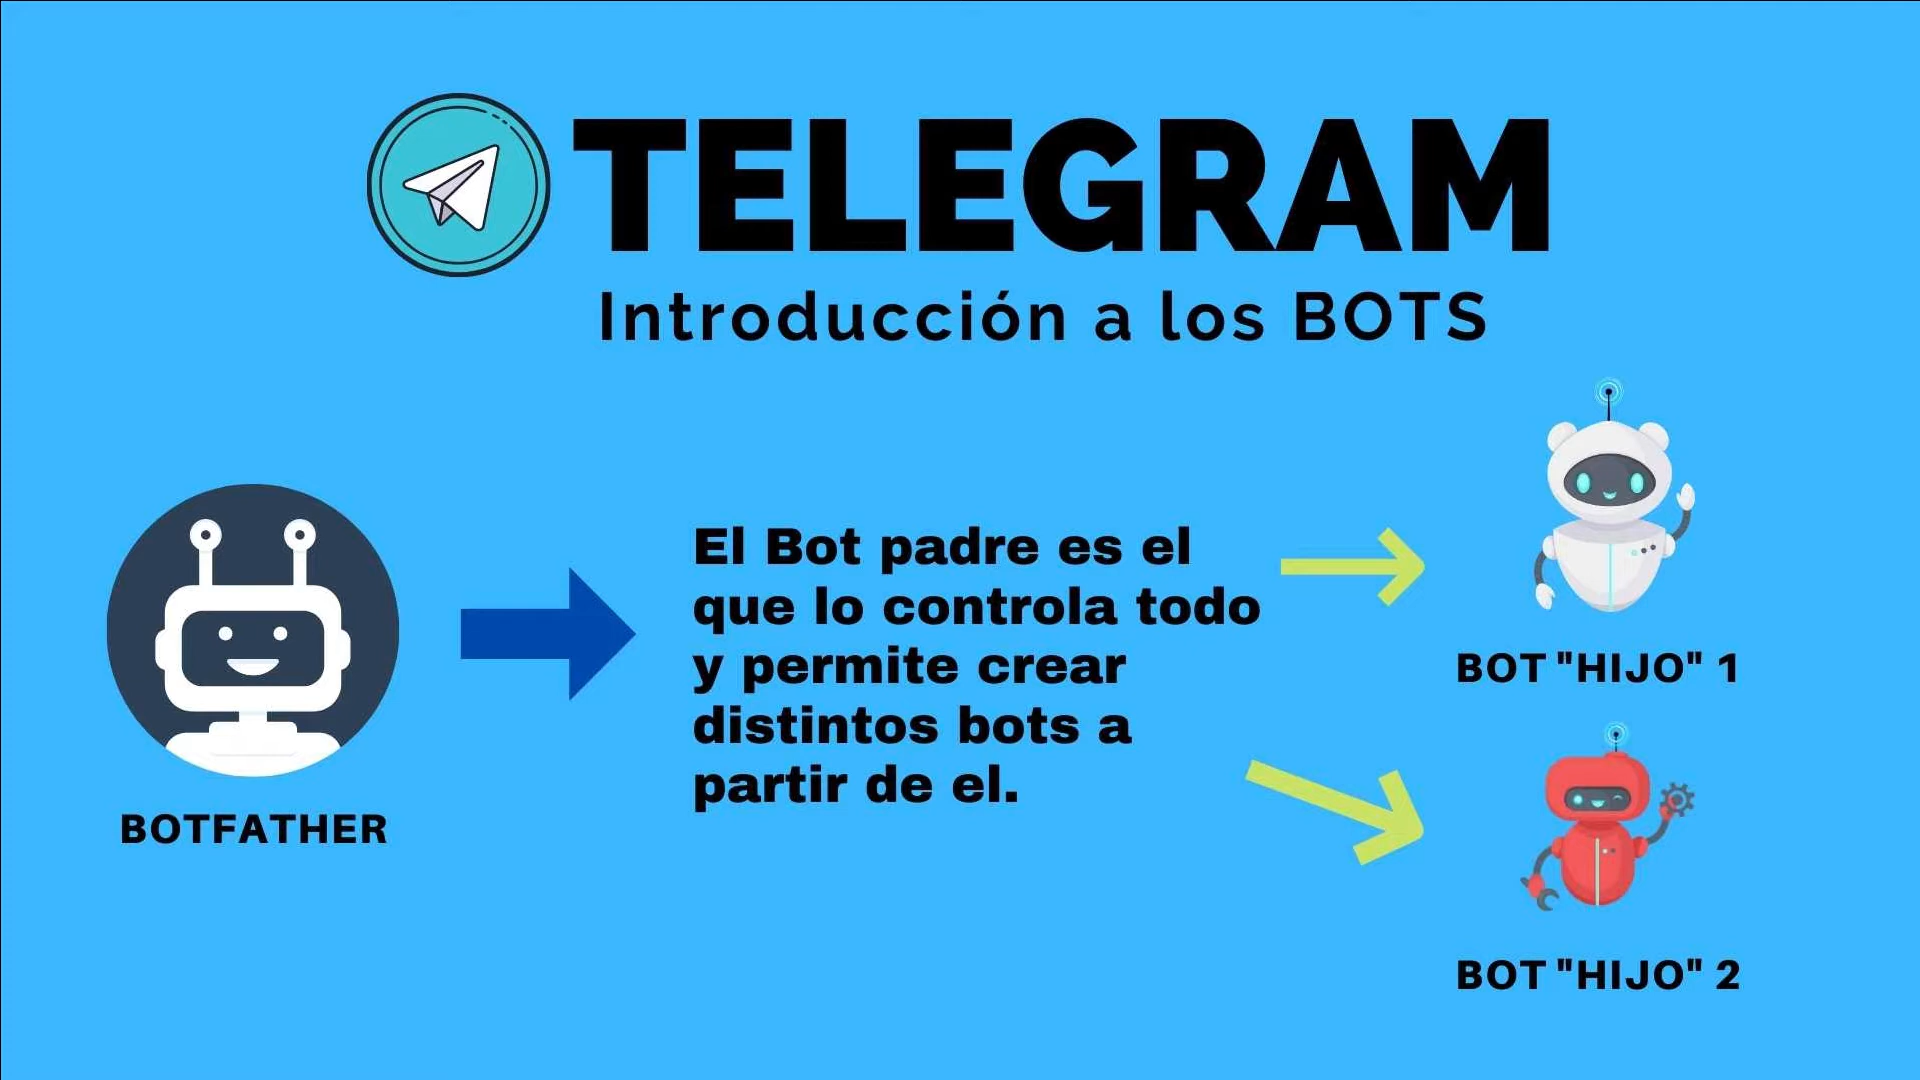 TELEGRAM
Introducción a los BOTS
BOTFATHER
El Bot padre es el
que lo controla todo
y permite crear
distintos bots a
partir de el.
BOT "HIJO" 1
BOT "HIJO" 2